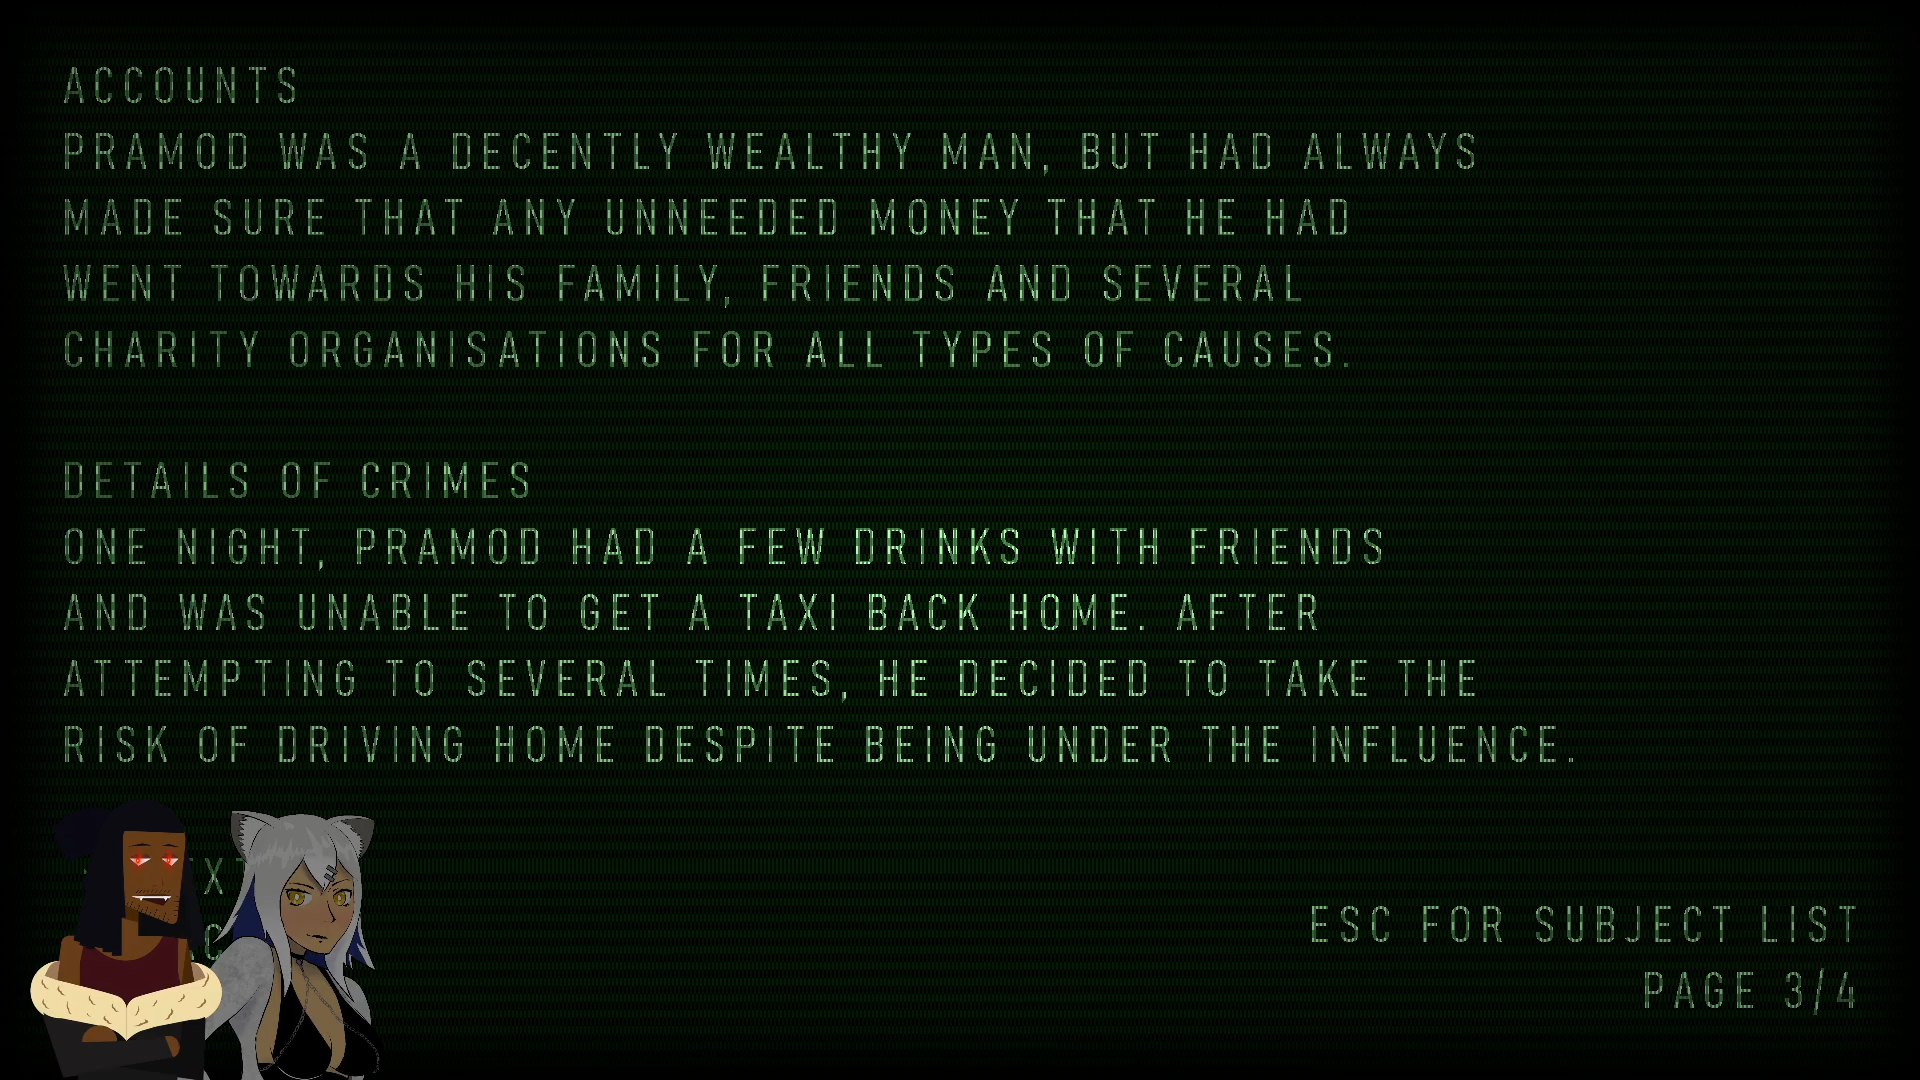 ACCOUNTS
PRAMOD WAS A DECENTLY WEALTHY MAN, BUT HAD ALWAYS
MADE SURE THAT ANY UNNEEDED MONEY THAT HE HAD
WENT TOWARDS HIS FAMILY, FRIENDS AND SEVERAL
CHARITY ORGANISATIONS FOR ALL TYPES OF CAUSES.
DETAILS OF CRIMES
ONE NIGHT, PRAMOD HAD A FEW DRINKS WITH FRIENDS
AND WAS UNABLE TO GET A TAXI BACK HOME. AFTER
ATTEMPTING TO SEVERAL TIMES, HE DECIDED TO TAKE THE
RISK OF DRIVING HOME DESPITE BEING UNDER THE INFLUENCE.
ESC FOR SUBJECT LIST
PAGE 3/4